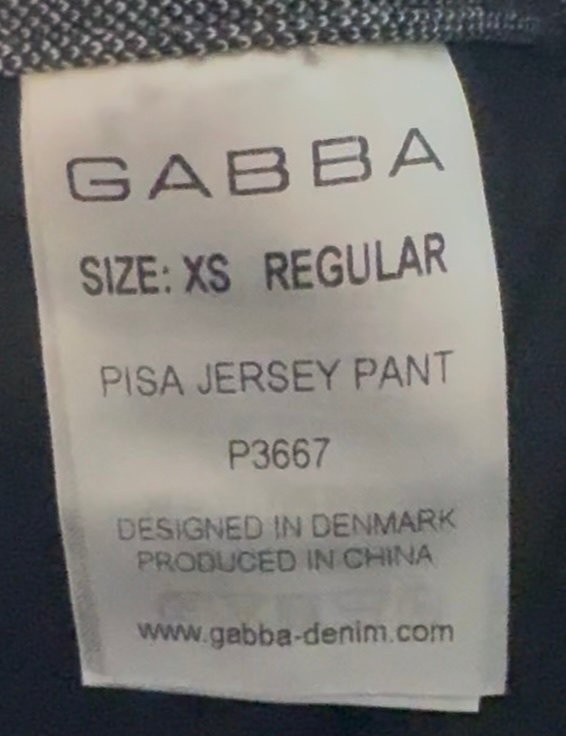 GABBA
SIZE: XS REGULAR
PISA JERSEY PANT
P3667
DESIGNED IN DENMARK
PRODUCED IN CHINA
www.gabba-denim.com